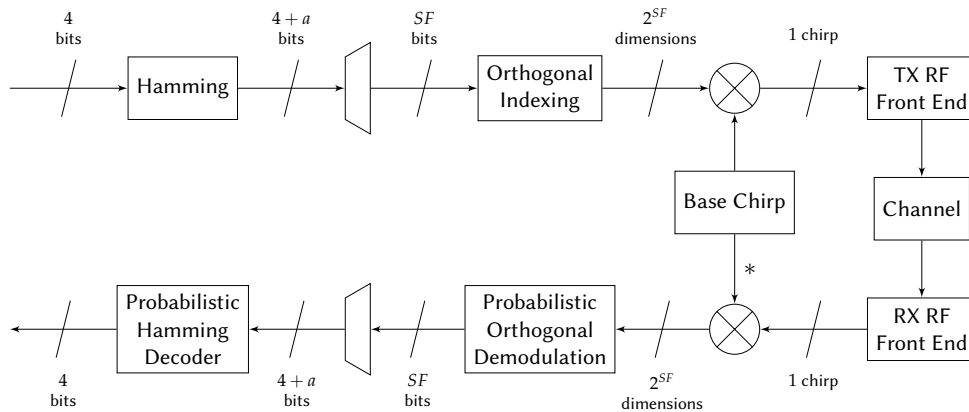 4
bits
Hamming
4 + a
bits
SF
bits
Orthogonal
Indexing
2^SF
dimensions
1 chirp
TX RF
Front End
Base Chirp
Channel
*
4
bits
Probabilistic
Hamming
Decoder
4 + a
bits
SF
bits
Probabilistic
Orthogonal
Demodulation
2^SF
dimensions
1 chirp
RX RF
Front End